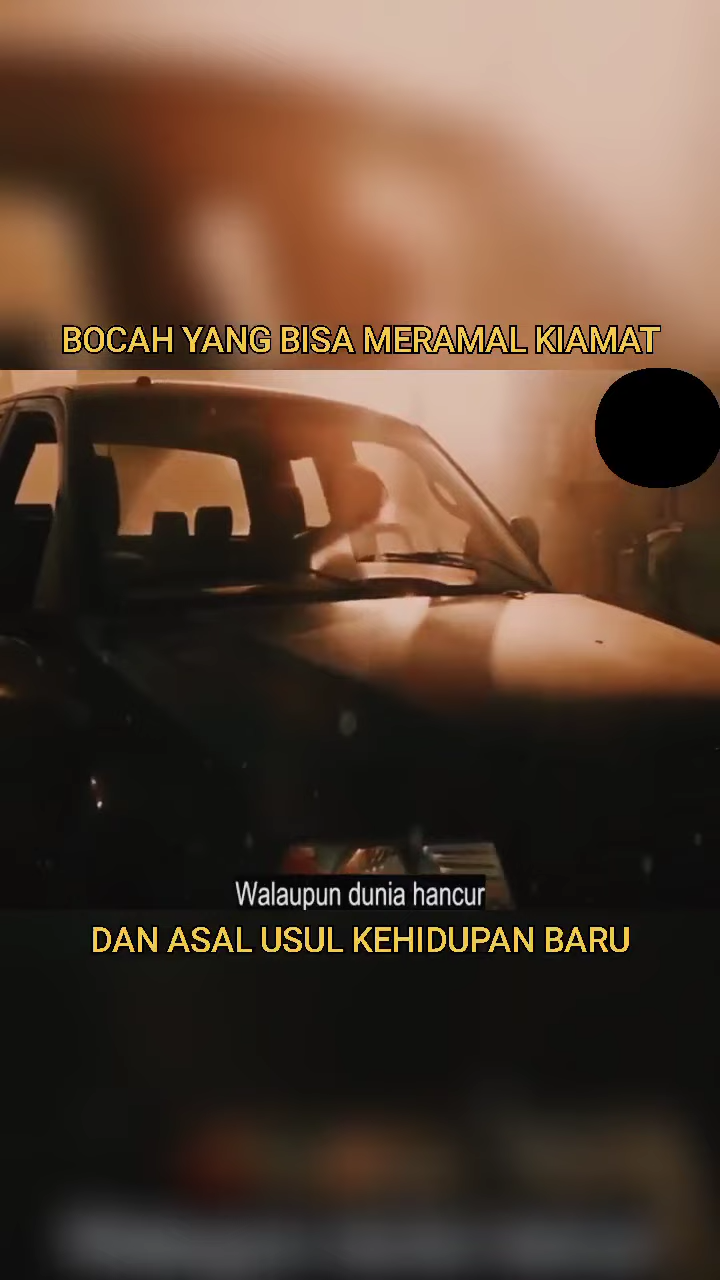 BOCAH YANG BISA MERAMAL KIAMAT
Walaupun dunia hancur
DAN ASAL USUL KEHIDUPAN BARU